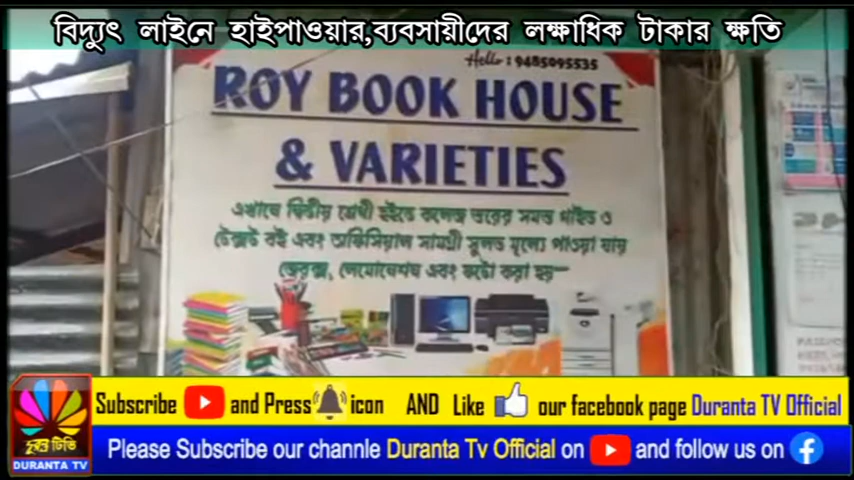 বিদ্যুৎ লাইনে হাইপাওয়ার,ব্যবসায়ীদের লক্ষাধিক টাকার ক্ষতি
Hello : 9485095535
ROY BOOK HOUSE
& VARIETIES
এখানে দ্বিতীয় শ্রেণী হইতে কলেজ স্তরের সমস্ত গাইড ও
টেক্সট বই এবং অফিসিয়াল সামগ্রী সুলভ মূল্যে পাওয়া যায়
জেরক্স, লেমোনেশন এবং ফটো করা হয়
Subscribe and Press icon AND Like our facebook page Duranta TV Official
দুরন্ত টিভি
DURANTA TV
Please Subscribe our channle Duranta Tv Official on and follow us on